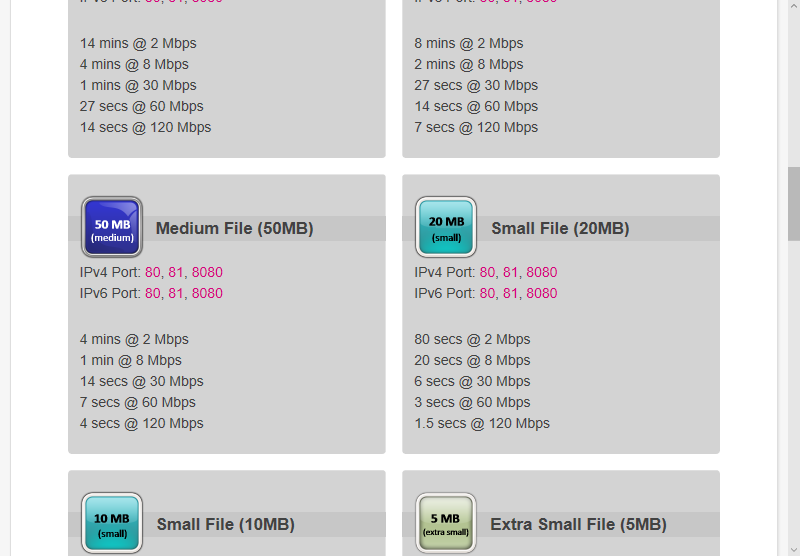 14 mins @ 2 Mbps
4 mins @ 8 Mbps
1 mins @ 30 Mbps
27 secs @ 60 Mbps
14 secs @ 120 Mbps
8 mins @ 2 Mbps
2 mins @ 8 Mbps
27 secs @ 30 Mbps
14 secs @ 60 Mbps
7 secs @ 120 Mbps
50 MB
(medium)
Medium File (50MB)
IPv4 Port: 80, 81, 8080
IPv6 Port: 80, 81, 8080
4 mins @ 2 Mbps
1 min @ 8 Mbps
14 secs @ 30 Mbps
7 secs @ 60 Mbps
4 secs @ 120 Mbps
20 MB
(small)
Small File (20MB)
IPv4 Port: 80, 81, 8080
IPv6 Port: 80, 81, 8080
80 secs @ 2 Mbps
20 secs @ 8 Mbps
6 secs @ 30 Mbps
3 secs @ 60 Mbps
1.5 secs @ 120 Mbps
10 MB
(small)
Small File (10MB)
5 MB
(extra small)
Extra Small File (5MB)